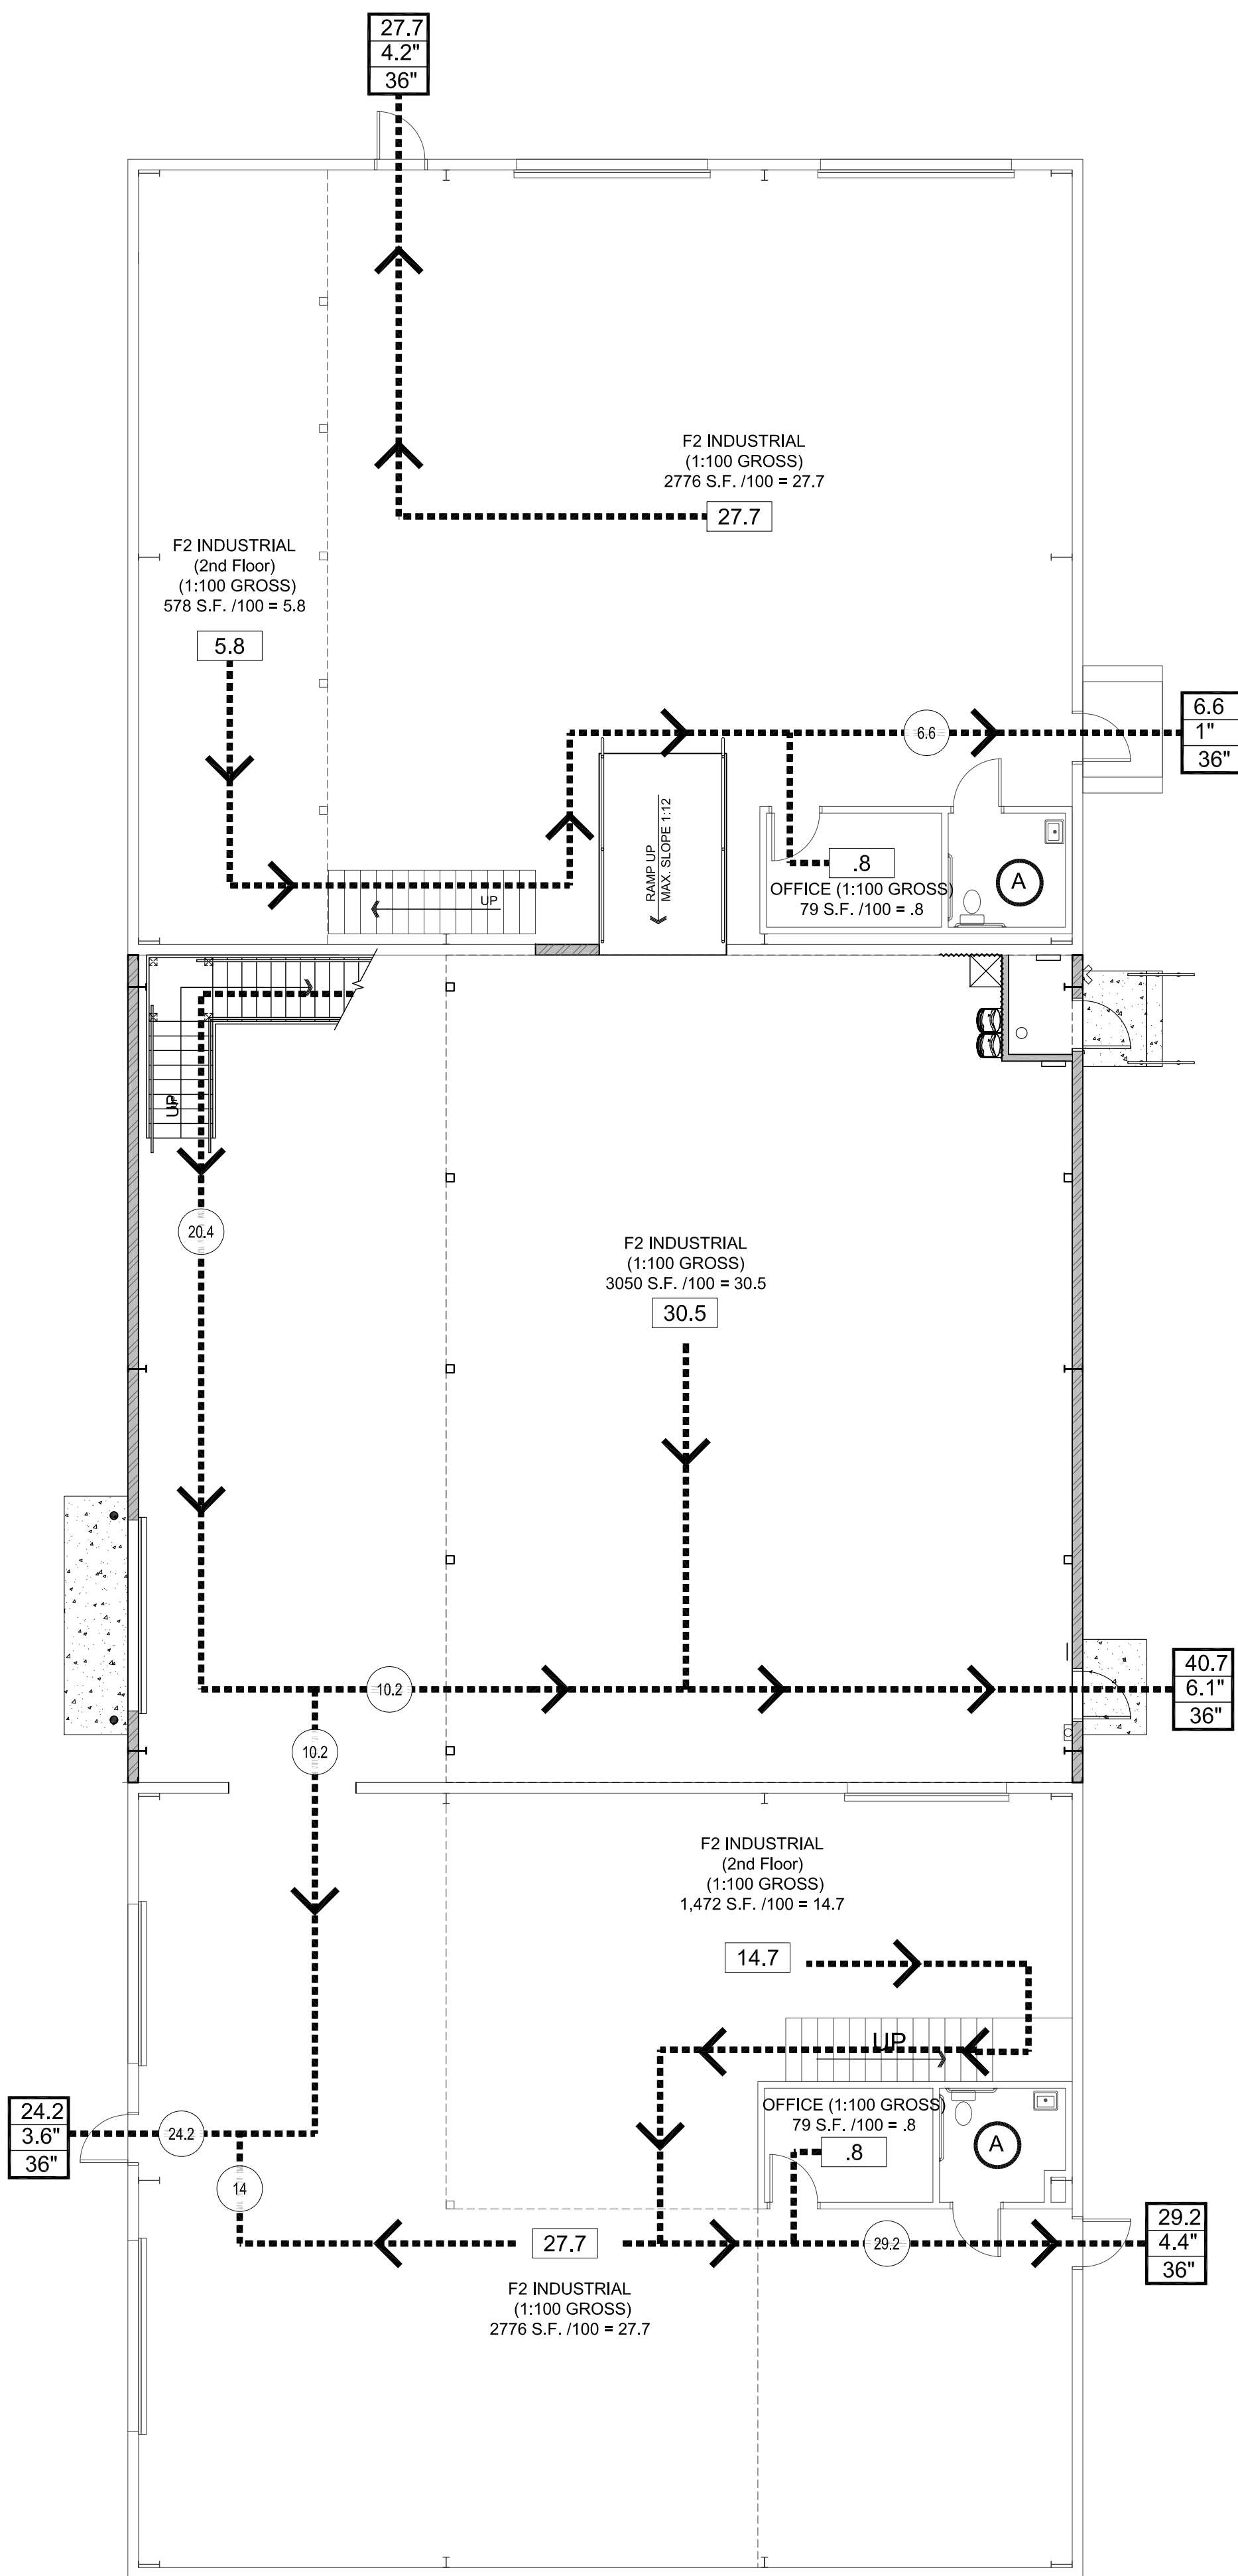 27.7
4.2"
36"
F2 INDUSTRIAL
(1:100 GROSS)
2776 S.F. /100 = 27.7
27.7
F2 INDUSTRIAL
(2nd Floor)
(1:100 GROSS)
578 S.F. /100 = 5.8
5.8
6.6
6.6
1"
36"
RAMP UP
MAX. SLOPE 1:12
.8
OFFICE (1:100 GROSS)
79 S.F. /100 = .8
A
UP
UP
20.4
F2 INDUSTRIAL
(1:100 GROSS)
3050 S.F. /100 = 30.5
30.5
10.2
40.7
6.1"
36"
10.2
F2 INDUSTRIAL
(2nd Floor)
(1:100 GROSS)
1,472 S.F. /100 = 14.7
14.7
UP
OFFICE (1:100 GROSS)
79 S.F. /100 = .8
.8
A
24.2
3.6"
36"
24.2
14
27.7
29.2
29.2
4.4"
36"
F2 INDUSTRIAL
(1:100 GROSS)
2776 S.F. /100 = 27.7